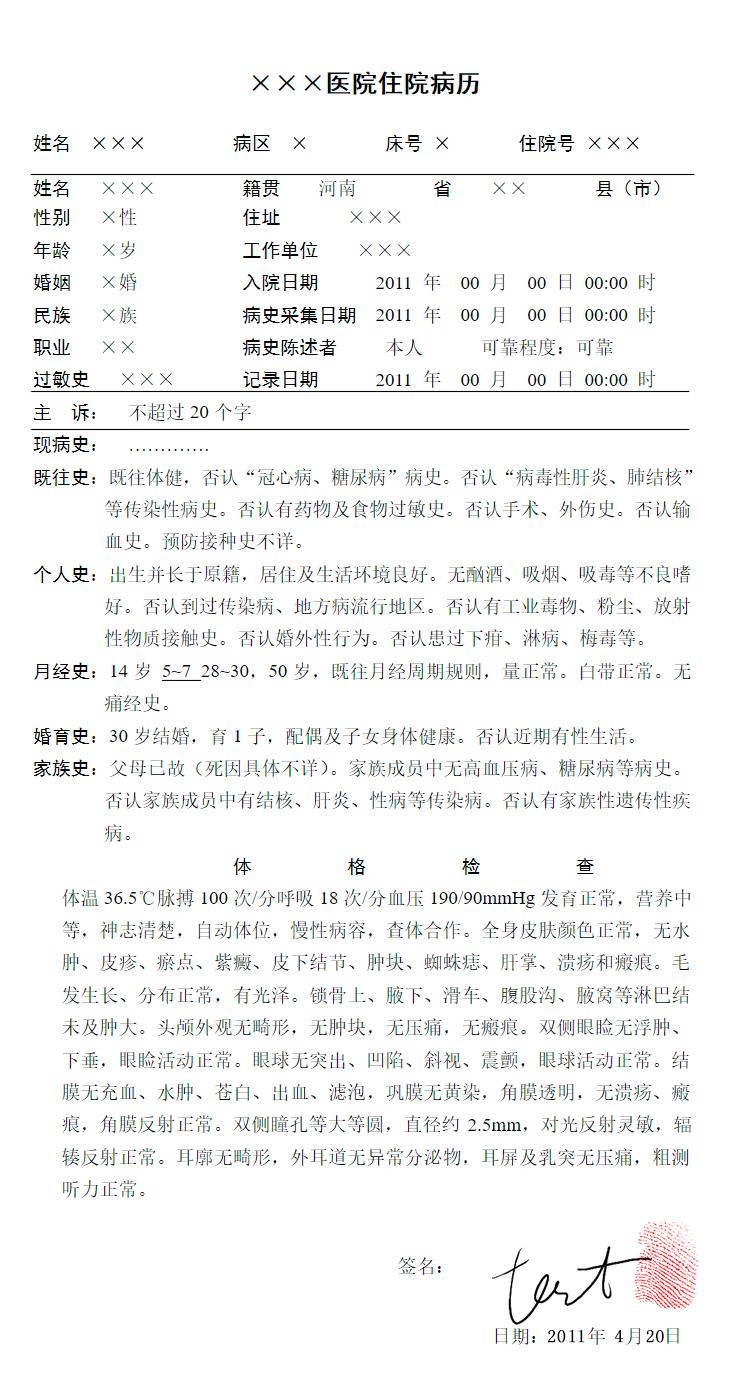 ×××医院住院病历
姓名 ××× 病区 × 床号 × 住院号 ×××
姓名 ××× 籍贯 河南 省 ×× 县（市）
性别 ×性 住址 ×××
年龄 ×岁 工作单位 ×××
婚姻 ×婚 入院日期 2011 年 00 月 00 日 00:00 时
民族 ×族 病史采集日期 2011 年 00 月 00 日 00:00 时
职业 ×× 病史陈述者 本人 可靠程度：可靠
过敏史 ××× 记录日期 2011 年 00 月 00 日 00:00 时
主 诉： 不超过 20 个字
现病史： ………….
既往史：既往体健，否认“冠心病、糖尿病”病史。否认“病毒性肝炎、肺结核”
等传染性病史。否认有药物及食物过敏史。否认手术、外伤史。否认输
血史。预防接种史不详。
个人史：出生并长于原籍，居住及生活环境良好。无酗酒、吸烟、吸毒等不良嗜
好。否认到过传染病、地方病流行地区。否认有工业毒物、粉尘、放射
性物质接触史。否认婚外性行为。否认患过下疳、淋病、梅毒等。
月经史：14 岁 5~7 28~30，50 岁，既往月经周期规则，量正常。白带正常。无
痛经史。
婚育史：30 岁结婚，育 1 子，配偶及子女身体健康。否认近期有性生活。
家族史：父母已故（死因具体不详）。家族成员中无高血压病、糖尿病等病史。
否认家族成员中有结核、肝炎、性病等传染病。否认有家族性遗传性疾
病。
体 格 检 查
体温 36.5℃脉搏 100 次/分呼吸 18 次/分血压 190/90mmHg 发育正常，营养中
等，神志清楚，自动体位，慢性病容，查体合作。全身皮肤颜色正常，无水
肿、皮疹、瘀点、紫癜、皮下结节、肿块、蜘蛛痣、肝掌、溃疡和瘢痕。毛
发生长、分布正常，有光泽。锁骨上、腋下、滑车、腹股沟、腋窝等淋巴结
未及肿大。头颅外观无畸形，无肿块，无压痛，无瘢痕。双侧眼睑无浮肿、
下垂，眼睑活动正常。眼球无突出、凹陷、斜视、震颤，眼球活动正常。结
膜无充血、水肿、苍白、出血、滤泡，巩膜无黄染，角膜透明，无溃疡、瘢
痕，角膜反射正常。双侧瞳孔等大等圆，直径约 2.5mm，对光反射灵敏，辐
辏反射正常。耳廓无畸形，外耳道无异常分泌物，耳屏及乳突无压痛，粗测
听力正常。
签名： tert
日期：2011年 4月20日